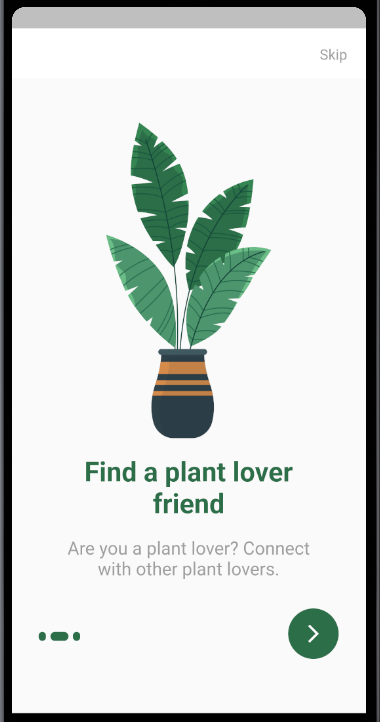 Skip
Find a plant lover
friend
Are you a plant lover? Connect
with other plant lovers.